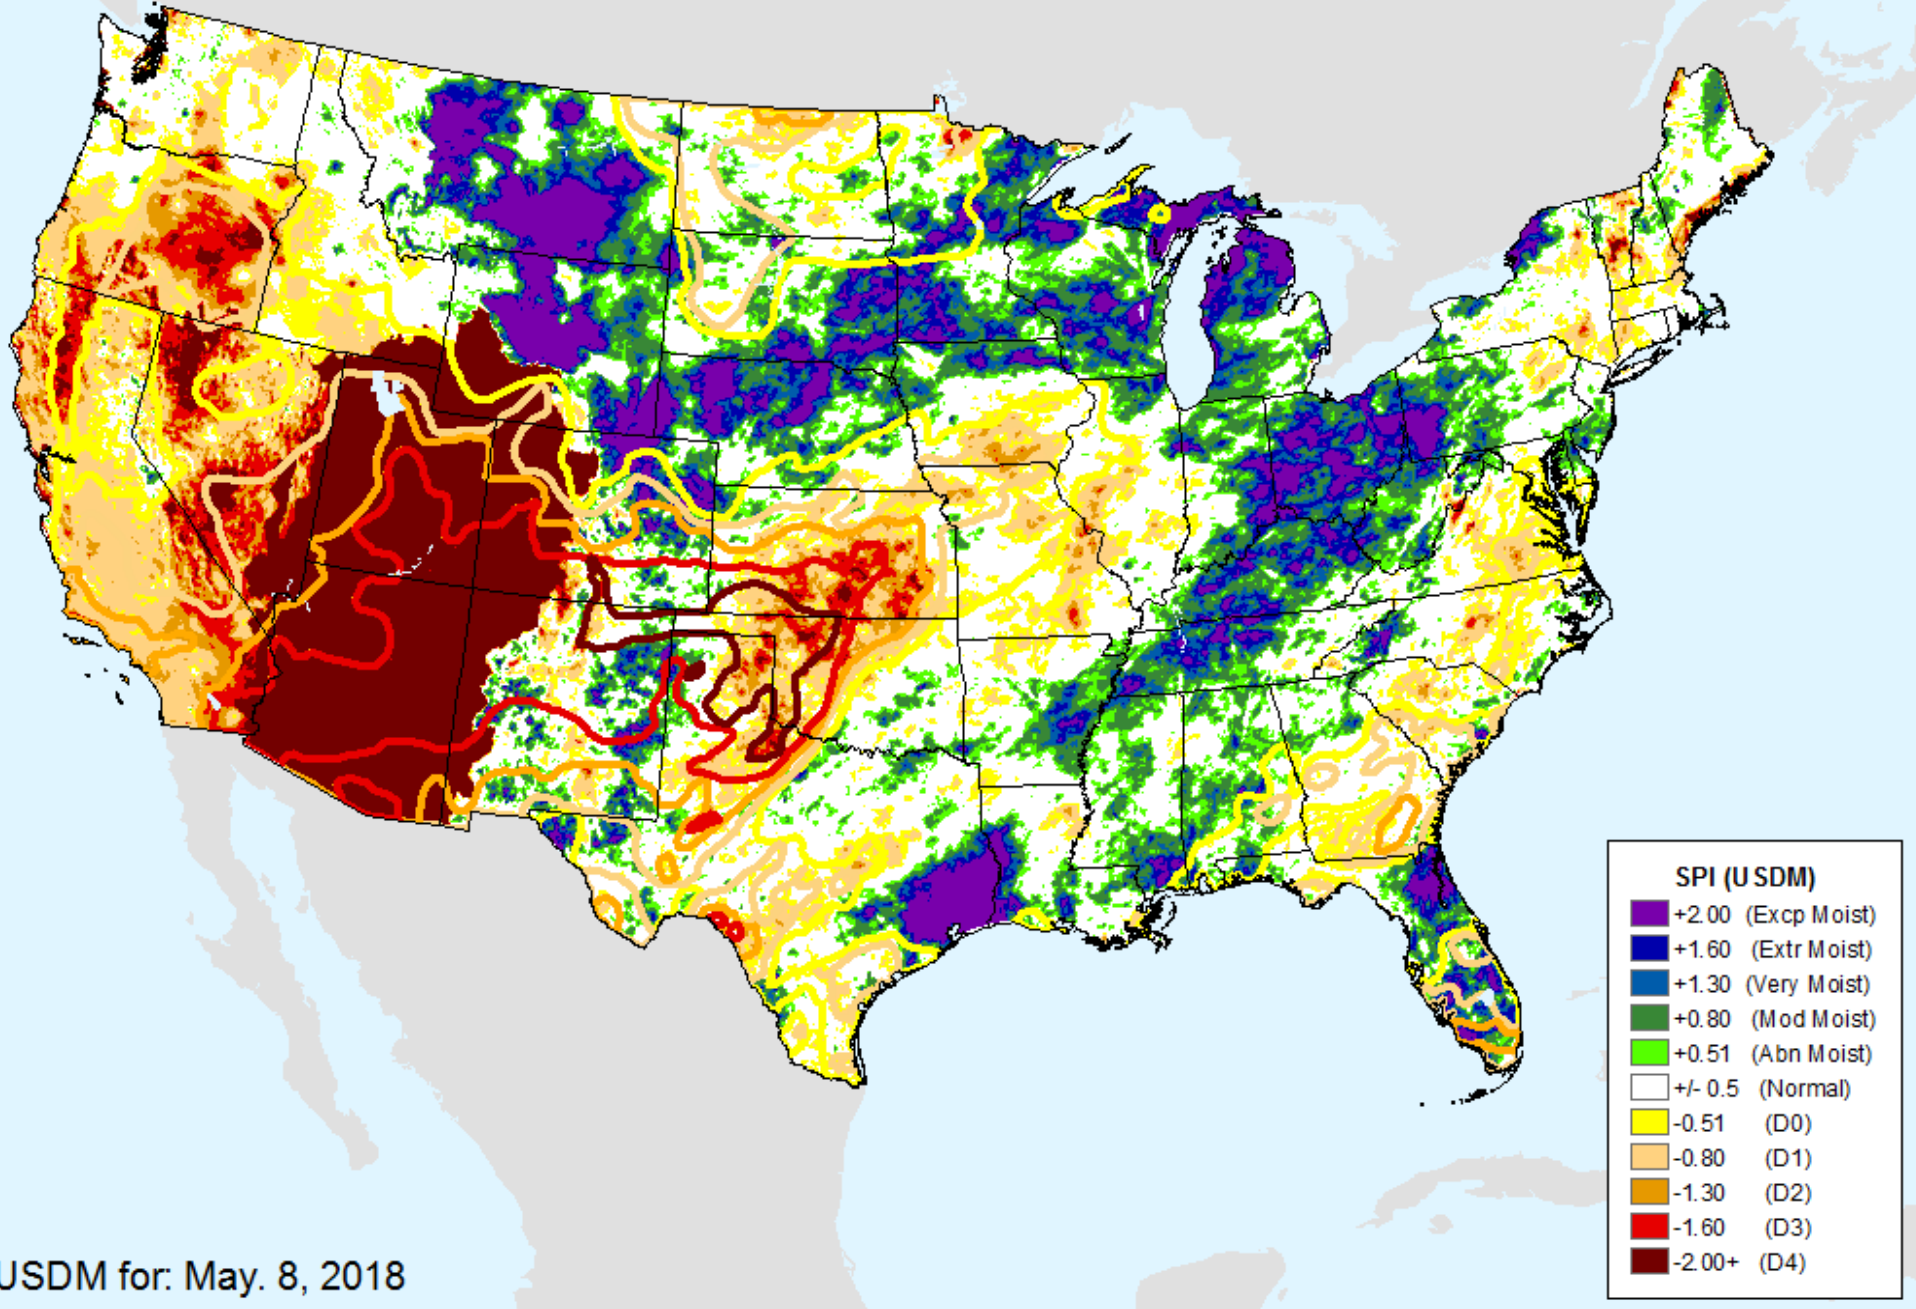 SPI (USDM)
+2.00 (Excp Moist)
+1.60 (Extr Moist)
+1.30 (Very Moist)
+0.80 (Mod Moist)
+0.51 (Abn Moist)
+/- 0.5 (Normal)
-0.51 (D0)
-0.80 (D1)
-1.30 (D2)
-1.60 (D3)
-2.00+ (D4)
USDM for: May. 8, 2018